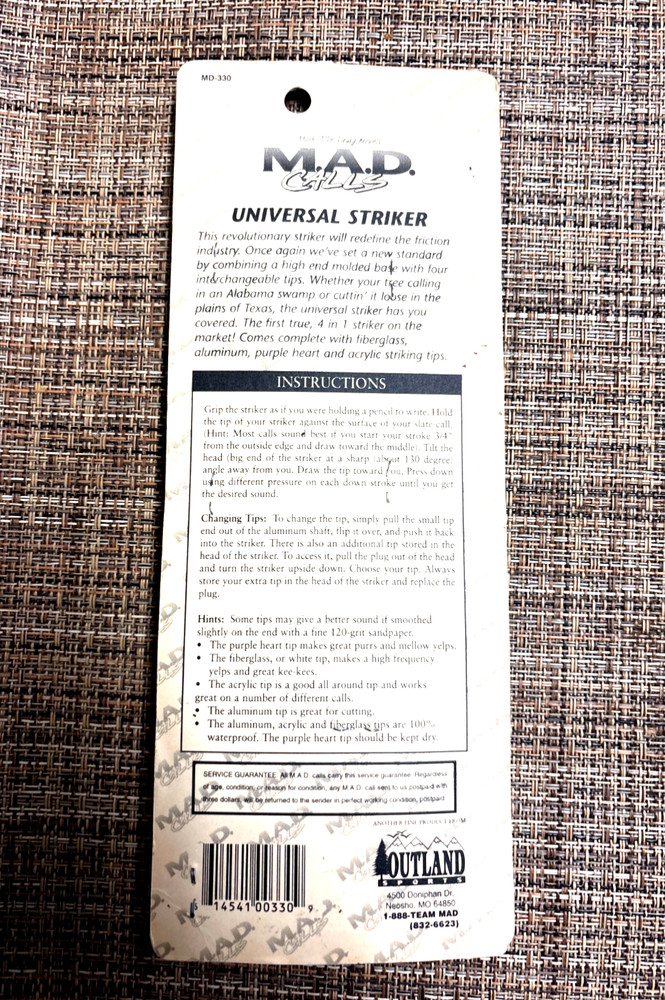 MD-330
M.A.D.
CALLS
UNIVERSAL STRIKER
This revolutionary striker will redefine the friction
industry. Once again we've set a new standard
by combining a high end molded base with four
interchangeable tips. Whether your tree calling
in an Alabama swamp or cuttin' it loose in the
plains of Texas, the universal striker has you
covered. The first true, 4 in 1 striker on the
market! Comes complete with fiberglass,
aluminum, purple heart and acrylic striking tips.
INSTRUCTIONS
Grip the striker as if you were holding a pencil to write. Hold
the tip of your striker against the surface of your slate call.
(Hint: Most calls sound best if you start your stroke 3/4"
from the outside edge and draw toward the middle). Tilt the
head (big end of the striker at a sharp (about 130 degree)
angle away from you. Draw the tip toward you. Press down
using different pressure on each down stroke until you get
the desired sound.
Changing Tips: To change the tip, simply pull the small tip
end out of the aluminum shaft, flip it over, and push it back
into the striker. There is also an additional tip stored in the
head of the striker. To access it, pull the plug out of the head
and turn the striker upside down. Choose your tip. Always
store your extra tip in the head of the striker and replace the
plug.
Hints: Some tips may give a better sound if smoothed
slightly on the end with a fine 120-grit sandpaper.
• The purple heart tip makes great purrs and mellow yelps.
• The fiberglass, or white tip, makes a high frequency
yelps and great kee-kees.
• The acrylic tip is a good all around tip and works
great on a number of different calls.
• The aluminum tip is great for cutting.
• The aluminum, acrylic and fiberglass tips are 100%
waterproof. The purple heart tip should be kept dry.
SERVICE GUARANTEE: All M.A.D. calls carry this service guarantee. Regardless
of age, condition, or reason for condition, any M.A.D. call sent to us postpaid with
three dollars, will be returned to the sender in perfect working condition, postpaid.
ANOTHER FINE PRODUCT FROM
OUTLAND
SPORTS
4500 Doniphan Dr.
Neosho, MO 64850
1-888-TEAM MAD
(832-6623)
14541 00330 9